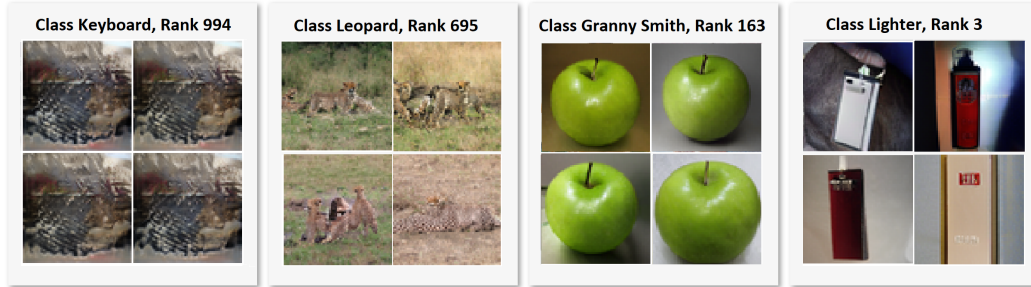 Class Keyboard, Rank 994
Class Leopard, Rank 695
Class Granny Smith, Rank 163
Class Lighter, Rank 3